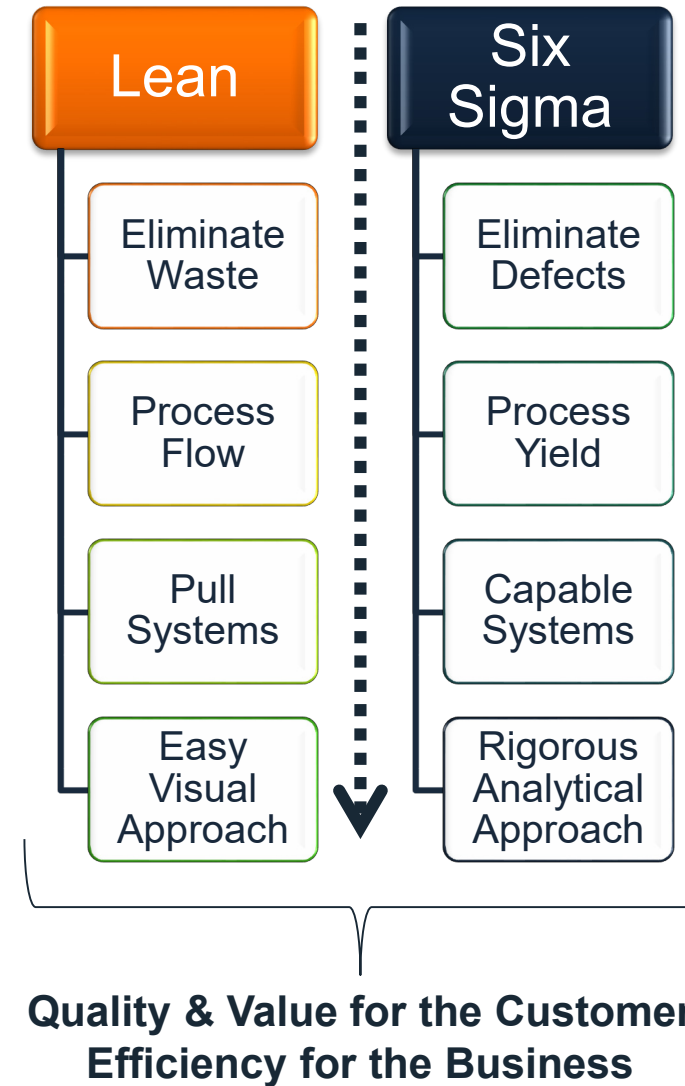 Lean
Eliminate
Waste
Process
Flow
Pull
Systems
Easy
Visual
Approach
Six
Sigma
Eliminate
Defects
Process
Yield
Capable
Systems
Rigorous
Analytical
Approach
Quality & Value for the Customer
Efficiency for the Business